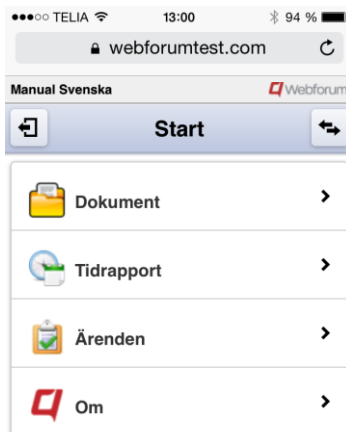 TELIA 13:00 94 %
webforumtest.com
Manual Svenska Webforum
Start
Dokument
Tidrapport
Ärenden
Om